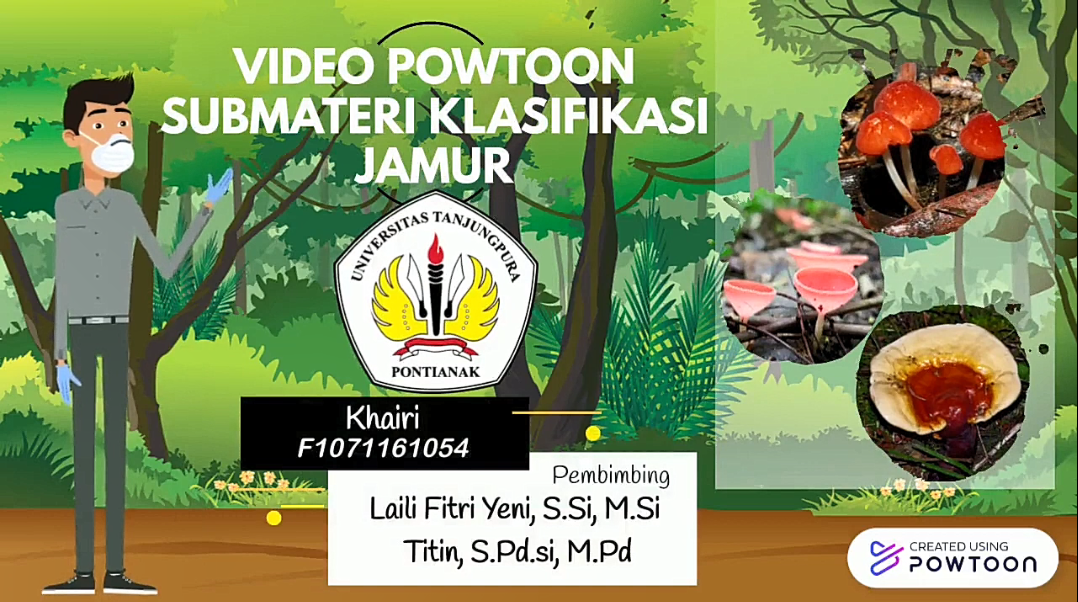 VIDEO POWTOON
SUBMATERI KLASIFIKASI
JAMUR
UNIVERSITAS TANJUNGPURA
PONTIANAK
Khairi
F1071161054
Pembimbing
Laili Fitri Yeni, S.Si, M.Si
Titin, S.Pd.si, M.Pd
CREATED USING
POWTOON